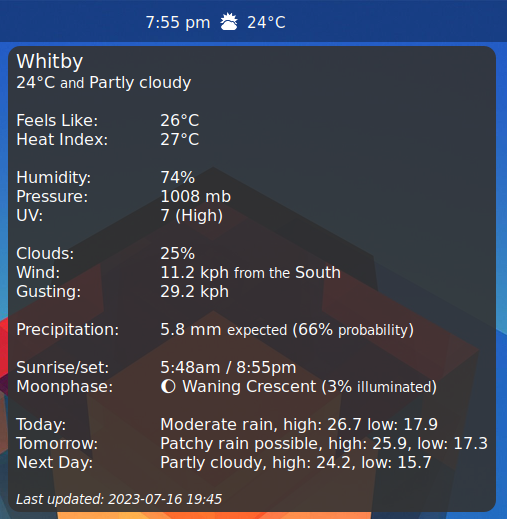 7:55 pm 24°C
Whitby
24°C and Partly cloudy
Feels Like: 26°C
Heat Index: 27°C
Humidity: 74%
Pressure: 1008 mb
UV: 7 (High)
Clouds: 25%
Wind: 11.2 kph from the South
Gusting: 29.2 kph
Precipitation: 5.8 mm expected (66% probability)
Sunrise/set: 5:48am / 8:55pm
Moonphase: Waning Crescent (3% illuminated)
Today: Moderate rain, high: 26.7 low: 17.9
Tomorrow: Patchy rain possible, high: 25.9, low: 17.3
Next Day: Partly cloudy, high: 24.2, low: 15.7
Last updated: 2023-07-16 19:45